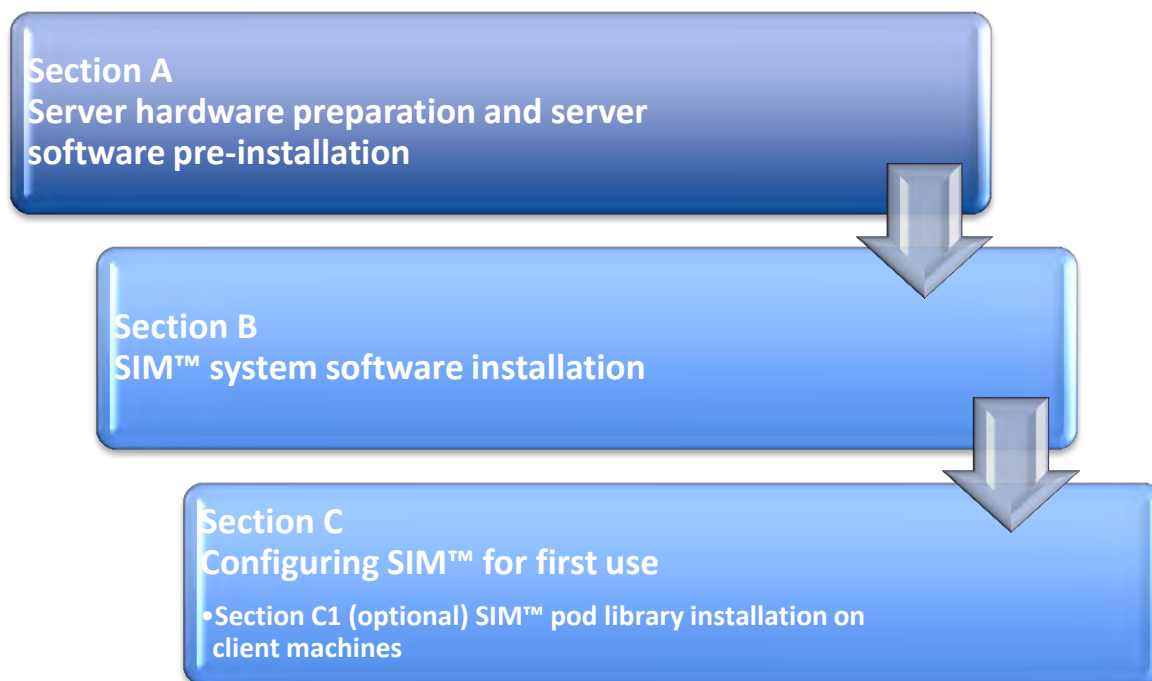 Section A
Server hardware preparation and server
software pre-installation
Section B
SIM™ system software installation
Section C
Configuring SIM™ for first use
•Section C1 (optional) SIM™ pod library installation on
client machines